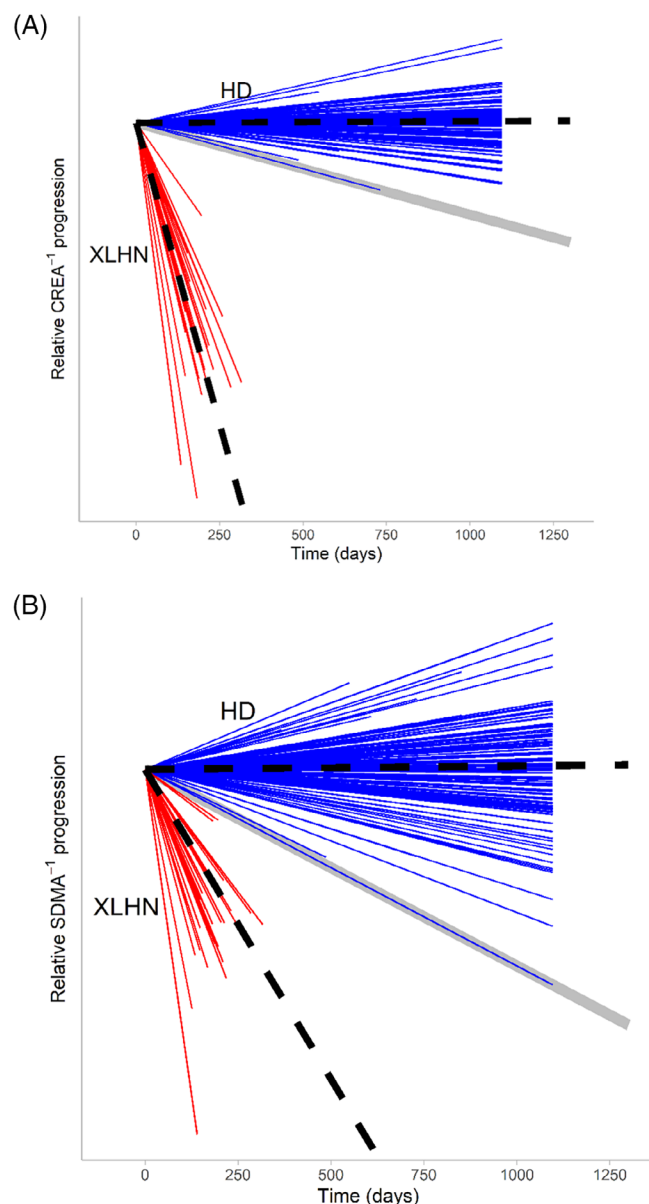 (A)
HD
XLHN
Relative CREA⁻¹ progression
0 250 500 750 1000 1250
Time (days)
(B)
HD
XLHN
Relative SDMA⁻¹ progression
0 250 500 750 1000 1250
Time (days)